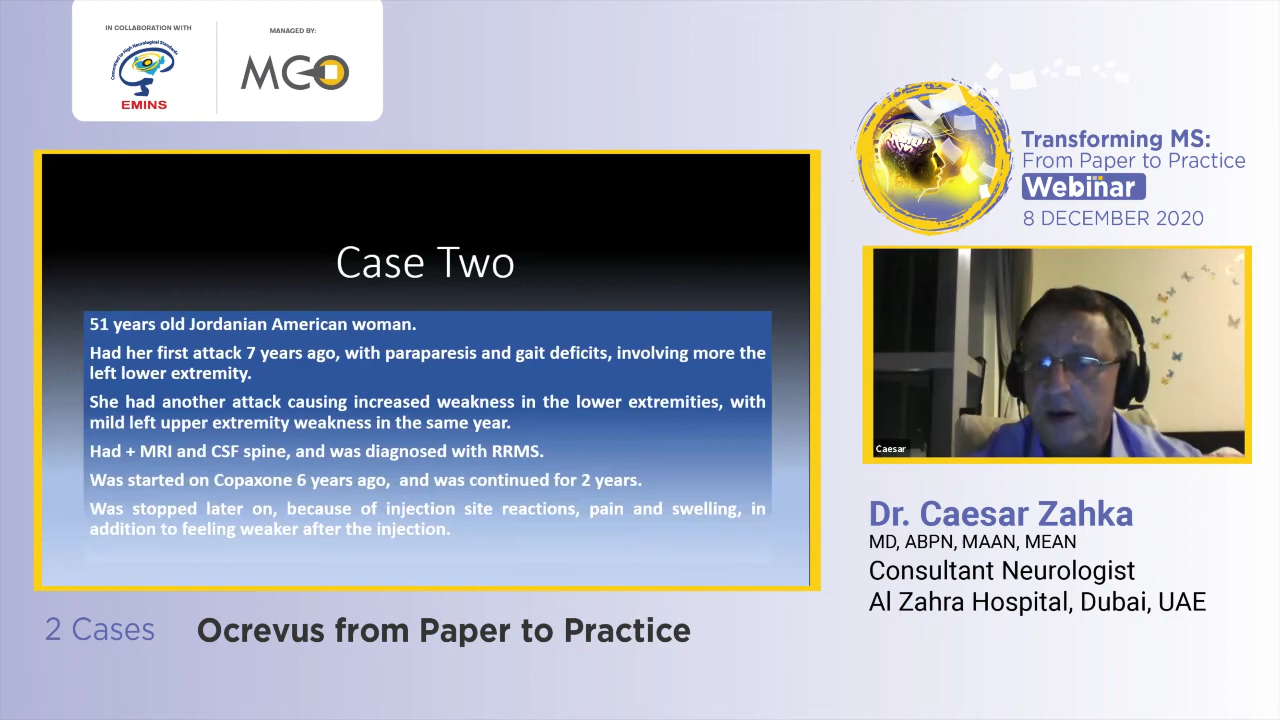 IN COLLABORATION WITH
Committed to High Neurological Standards
EMINS
MANAGED BY:
MCO
Transforming MS:
From Paper to Practice
Webinar
8 DECEMBER 2020
Case Two
51 years old Jordanian American woman.
Had her first attack 7 years ago, with paraparesis and gait deficits, involving more the
left lower extremity.
She had another attack causing increased weakness in the lower extremities, with
mild left upper extremity weakness in the same year.
Had + MRI and CSF spine, and was diagnosed with RRMS.
Was started on Copaxone 6 years ago, and was continued for 2 years.
Was stopped later on, because of injection site reactions, pain and swelling, in
addition to feeling weaker after the injection.
Caesar
Dr. Caesar Zahka
MD, ABPN, MAAN, MEAN
Consultant Neurologist
Al Zahra Hospital, Dubai, UAE
2 Cases
Ocrevus from Paper to Practice